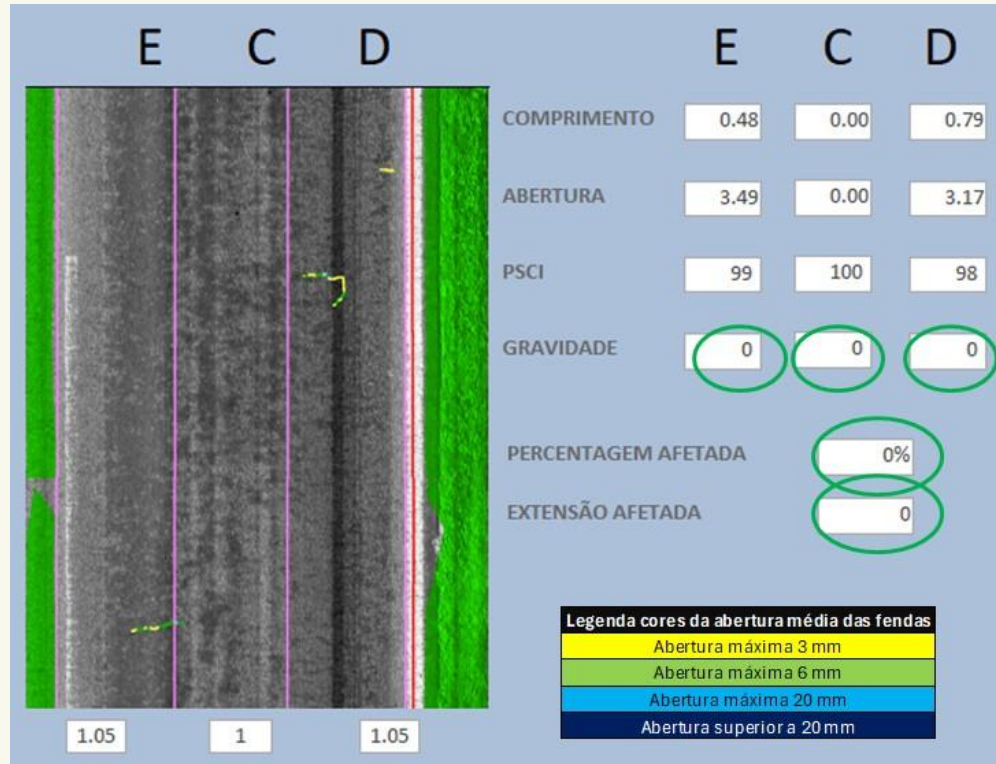 E C D
E C D
COMPRIMENTO 0.48 0.00 0.79
ABERTURA 3.49 0.00 3.17
PSCI 99 100 98
GRAVIDADE 0 0 0
PERCENTAGEM AFETADA 0%
EXTENSÃO AFETADA 0
Legenda cores da abertura média das fendas
Abertura máxima 3 mm
Abertura máxima 6 mm
Abertura máxima 20 mm
Abertura superior a 20 mm
1.05 1 1.05